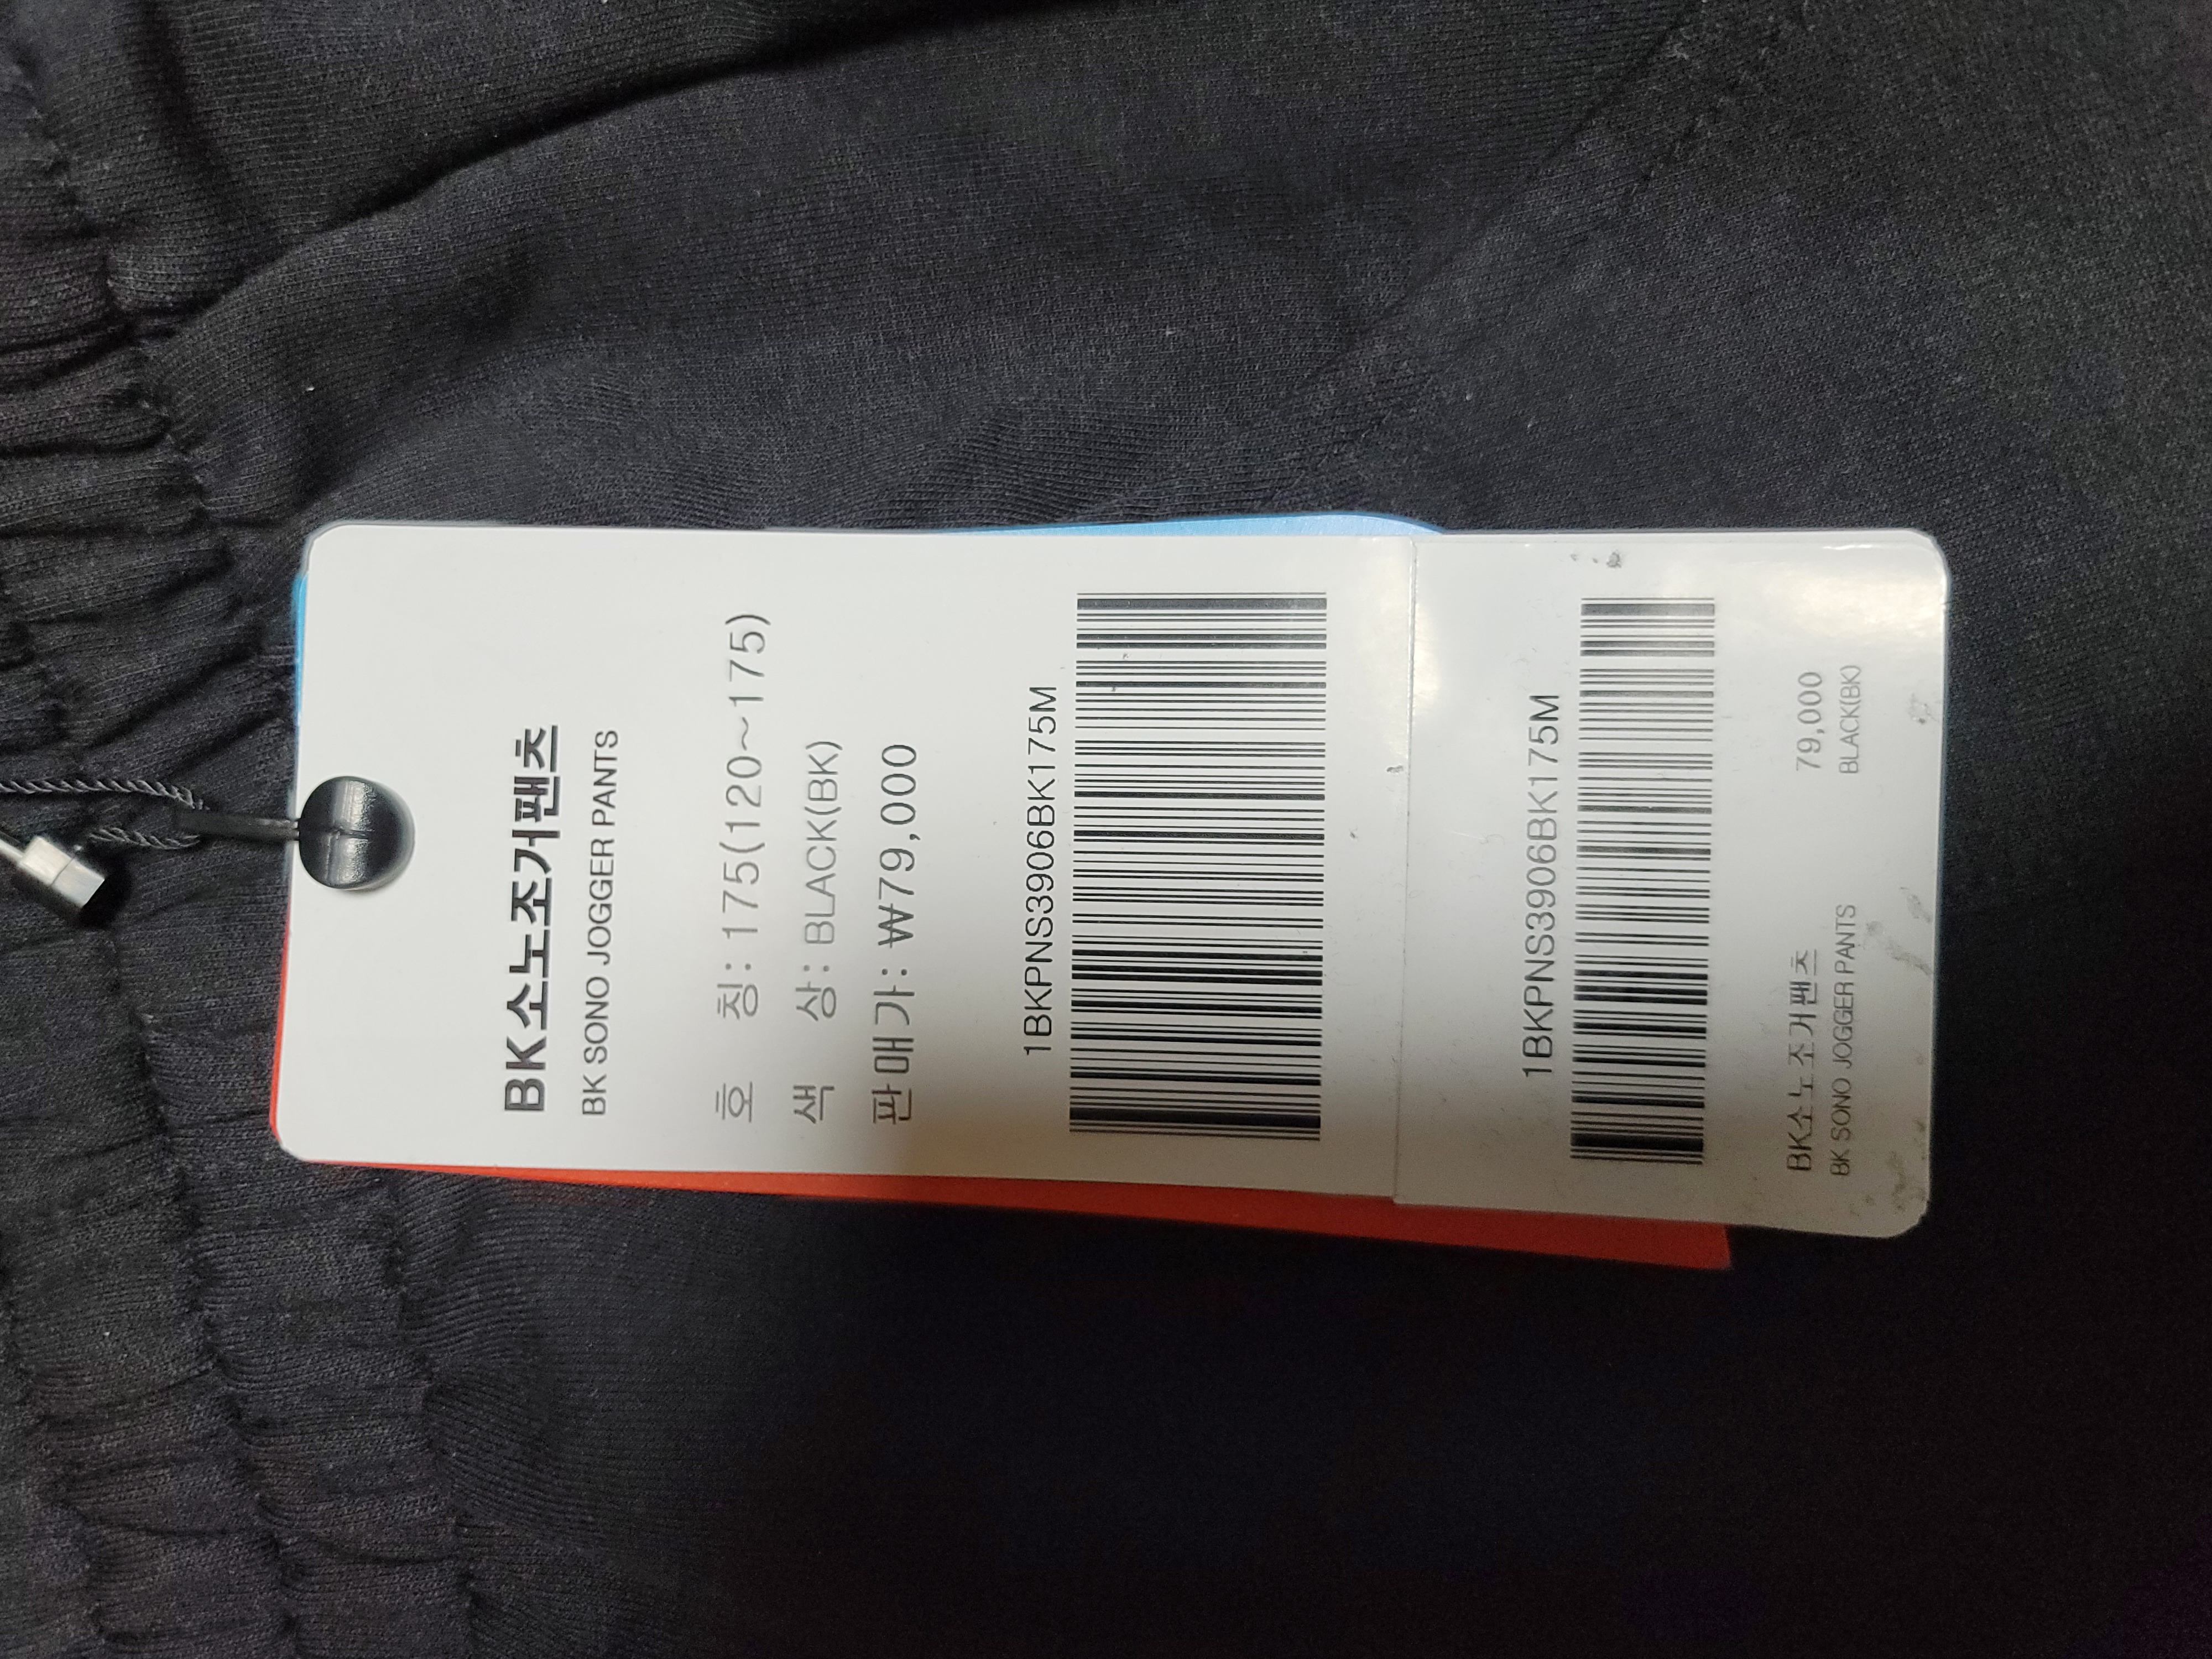 BK소노조거팬츠
BK SONO JOGGER PANTS
호 칭: 175(120~175)
색 상: BLACK(BK)
판매가: ₩79,000
1BKPNS3906BK175M
1BKPNS3906BK175M
BK소노조거팬츠 79,000
BK SONO JOGGER PANTS BLACK(BK)